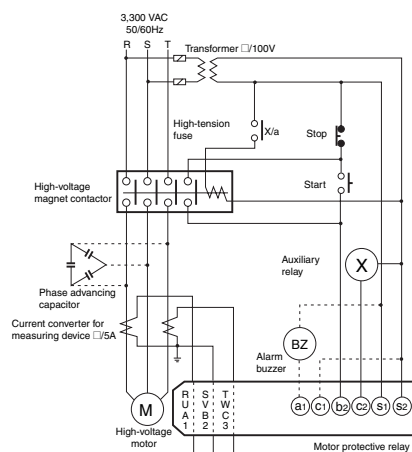 3,300 VAC
50/60Hz
R S T
Transformer □/100V
High-tension
fuse
X/a
Stop
Start
High-voltage
magnet contactor
Auxiliary
relay
X
Phase advancing
capacitor
Current converter for
measuring device □/5A
BZ
Alarm
buzzer
M
High-voltage
motor
R S T
U V W
A B C
1 2 3
a1 c1 b2 c2 s1 s2
Motor protective relay